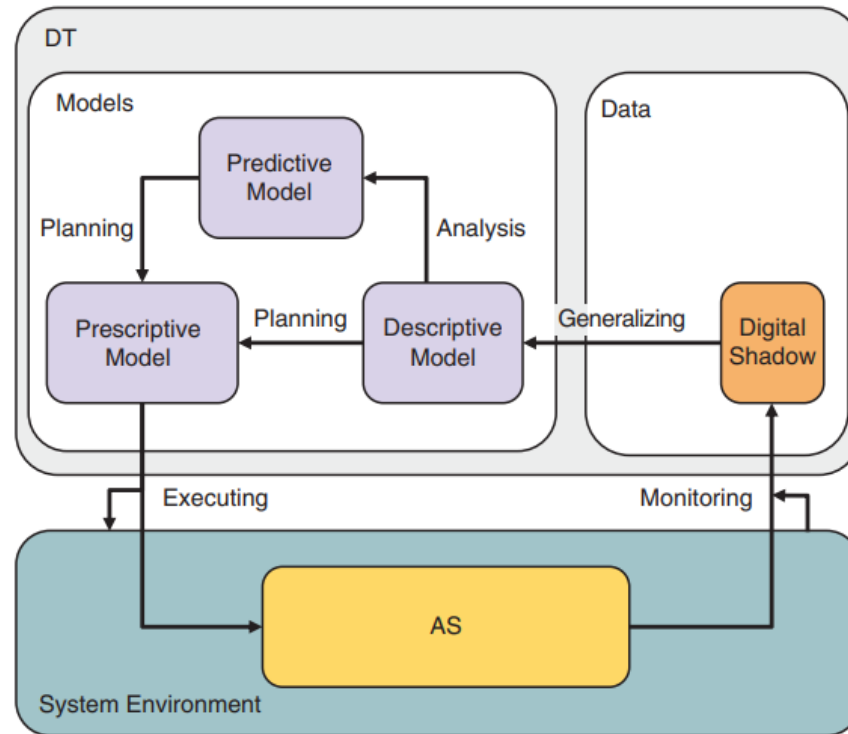 DT
Models
Data
Predictive
Model
Planning
Analysis
Prescriptive
Model
Planning
Descriptive
Model
Generalizing
Digital
Shadow
Executing
Monitoring
AS
System Environment